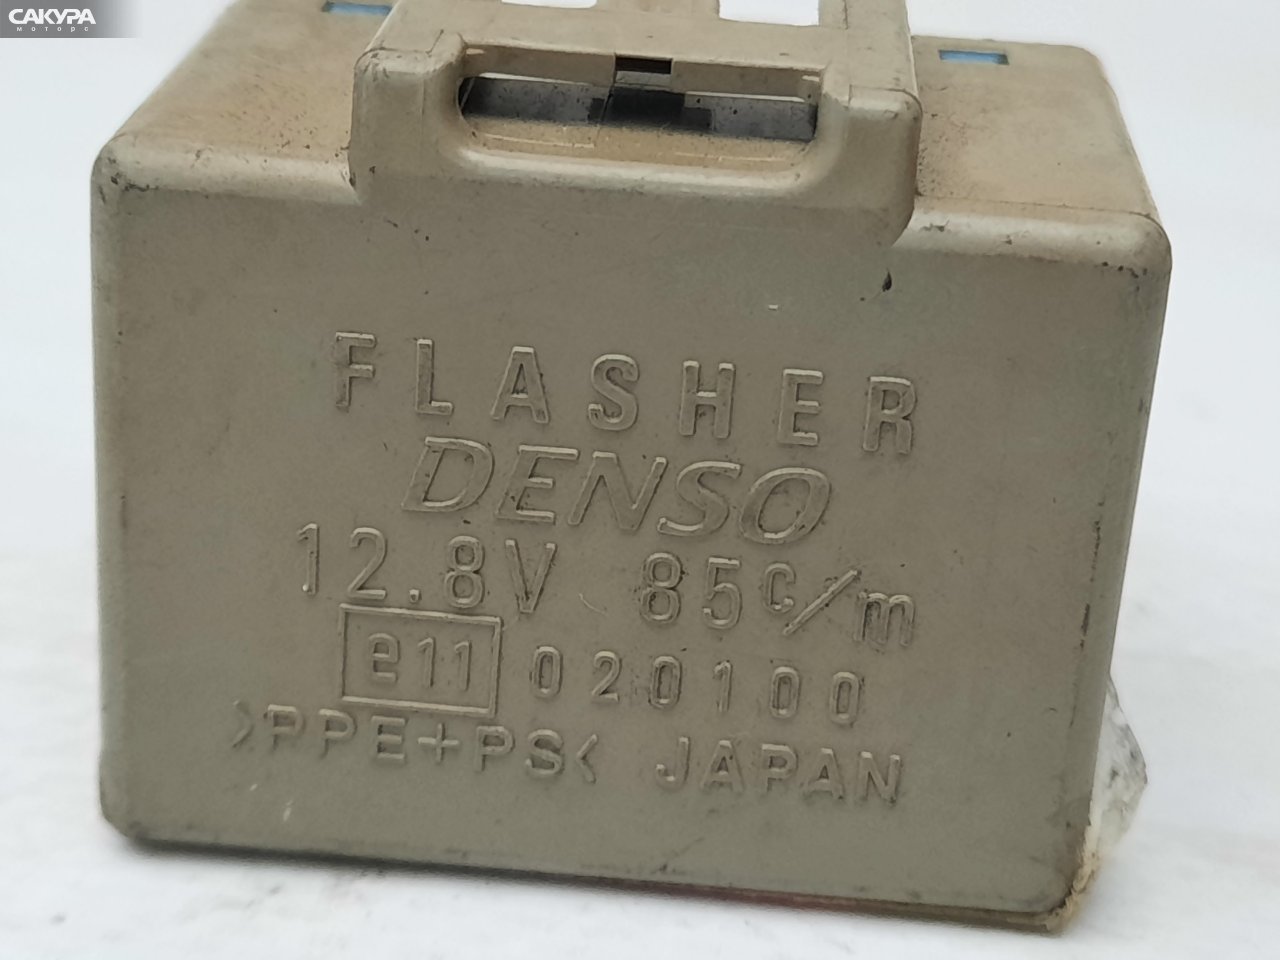 САКУРА
МОТОРС
FLASHER
DENSO
12.8V 85c/m
e11 020100
>PPE+PS< JAPAN